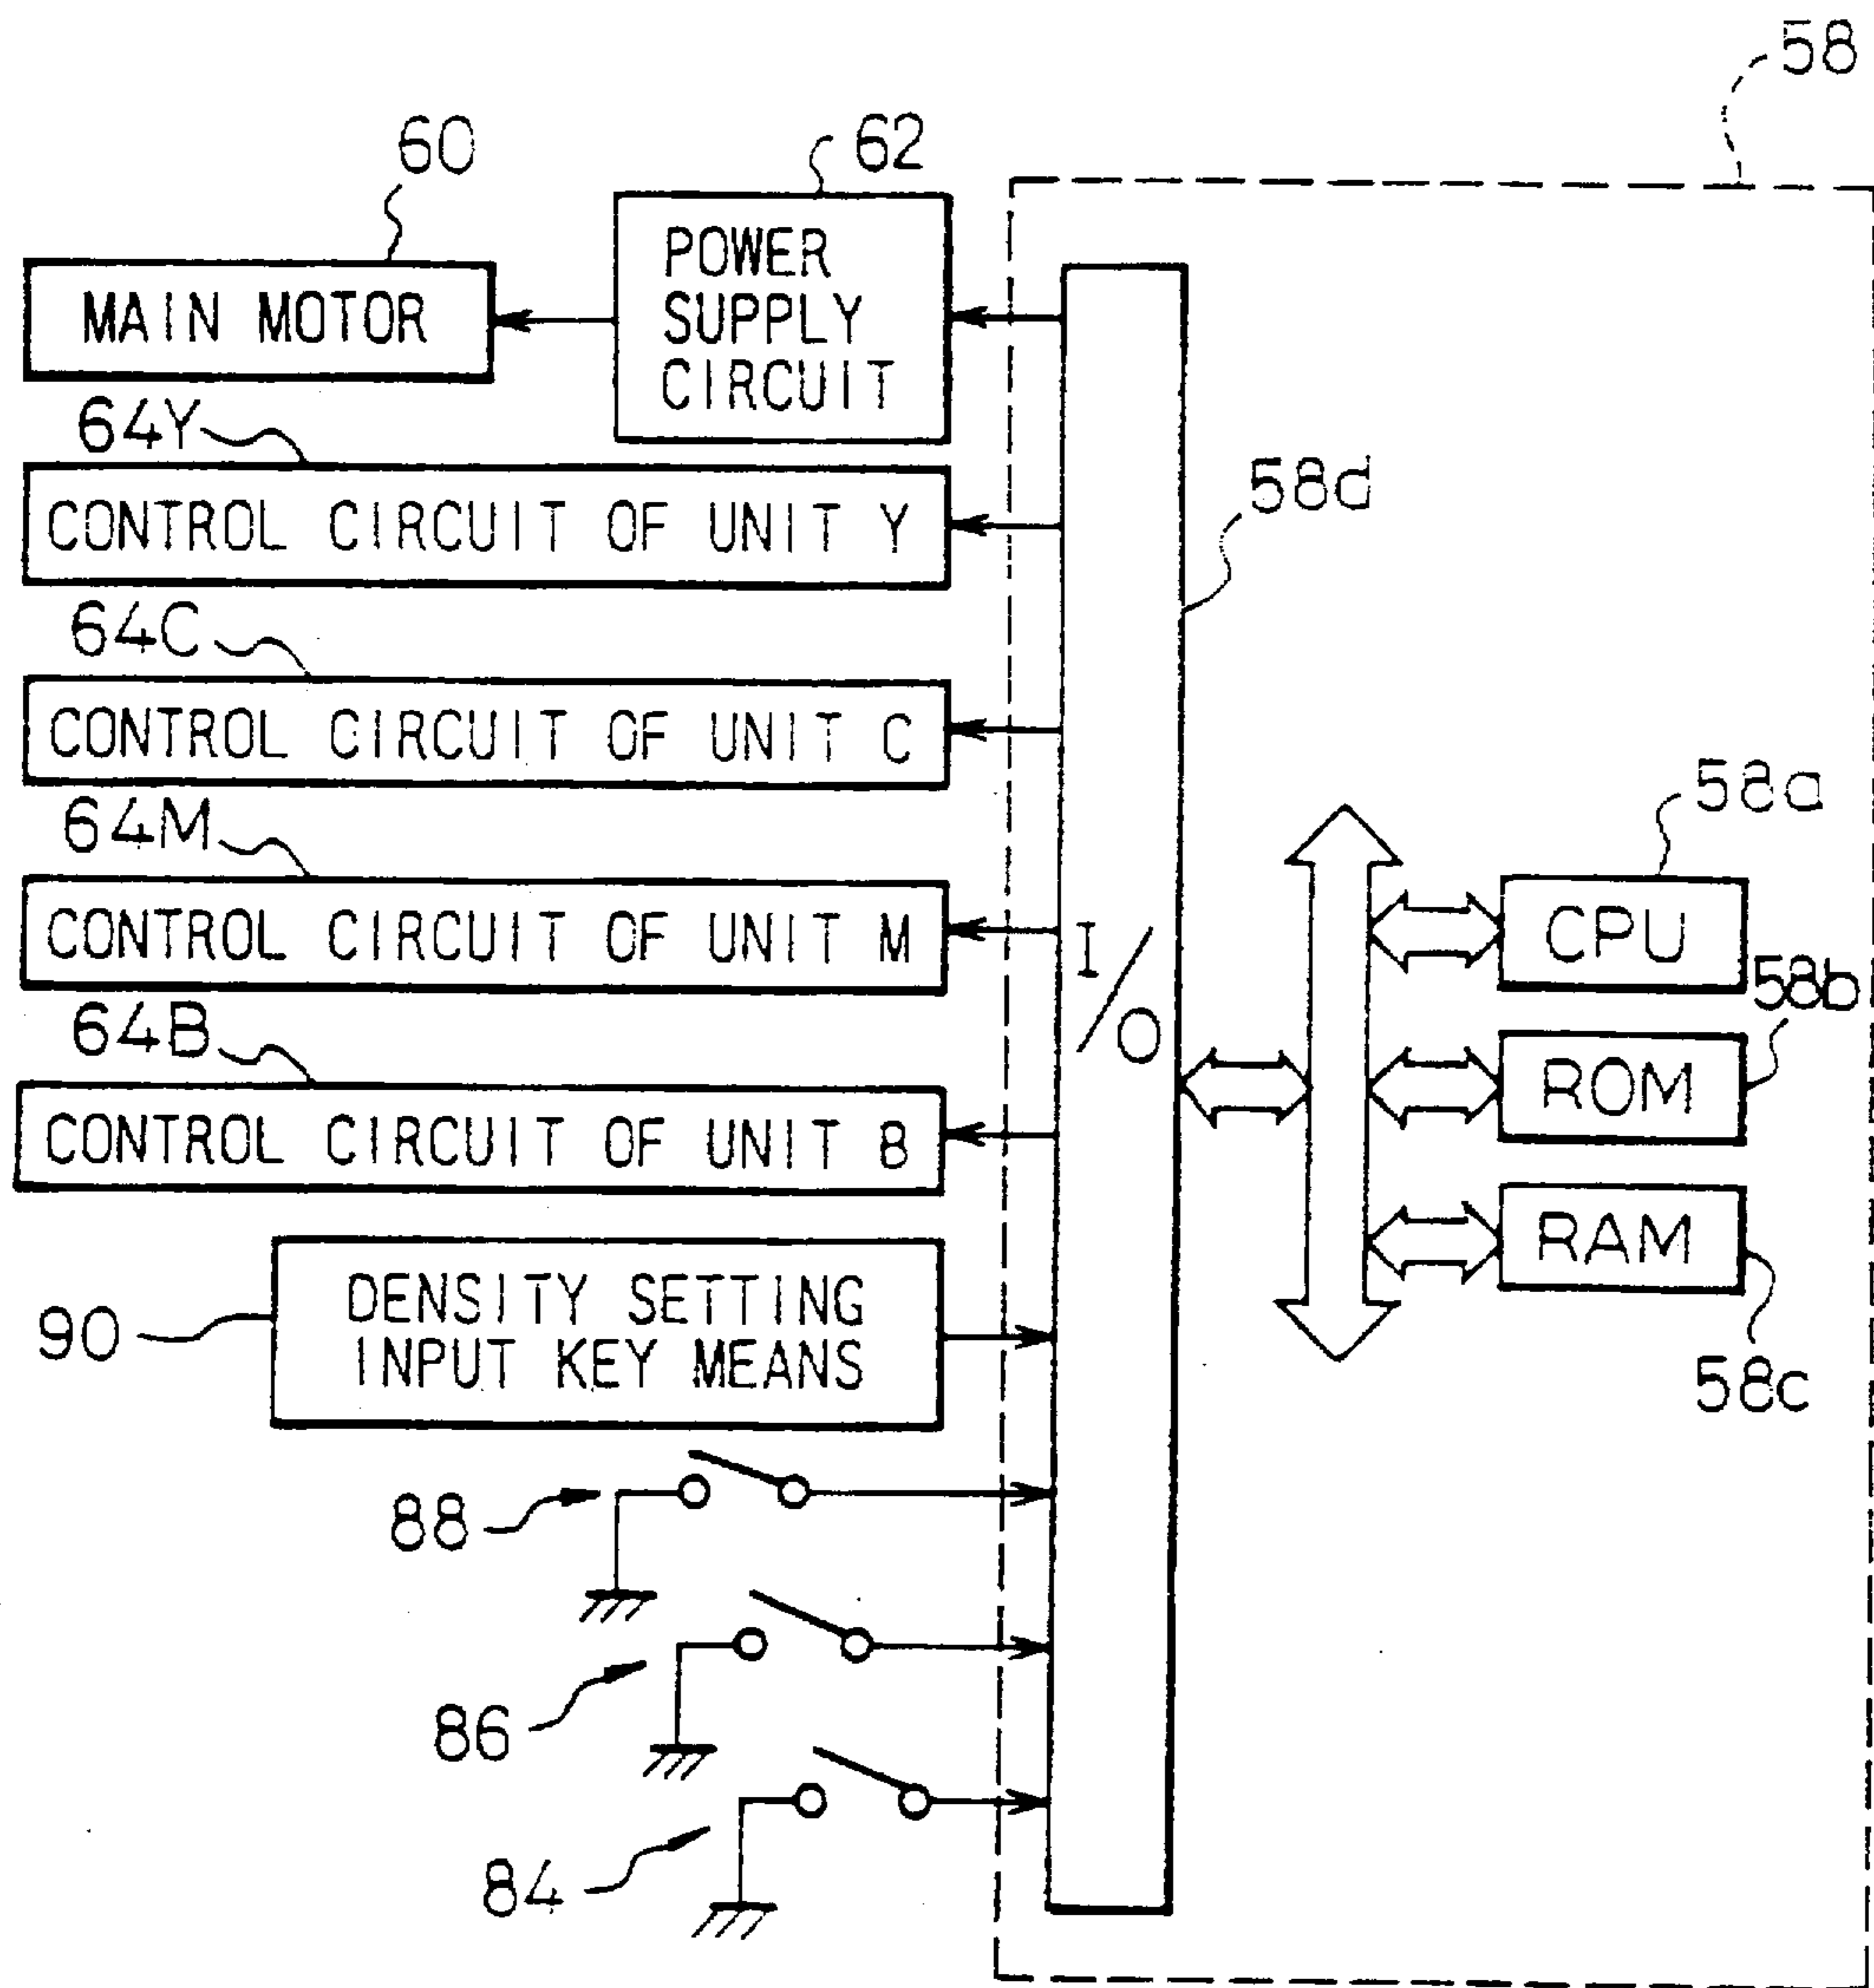 58
60
62
POWER
SUPPLY
CIRCUIT
MAIN MOTOR
64Y
CONTROL CIRCUIT OF UNIT Y
58d
64C
CONTROL CIRCUIT OF UNIT C
64M
CONTROL CIRCUIT OF UNIT M
58a
CPU
I/O
58b
64B
ROM
CONTROL CIRCUIT OF UNIT B
RAM
90
DENSITY SETTING
INPUT KEY MEANS
58c
88
86
84